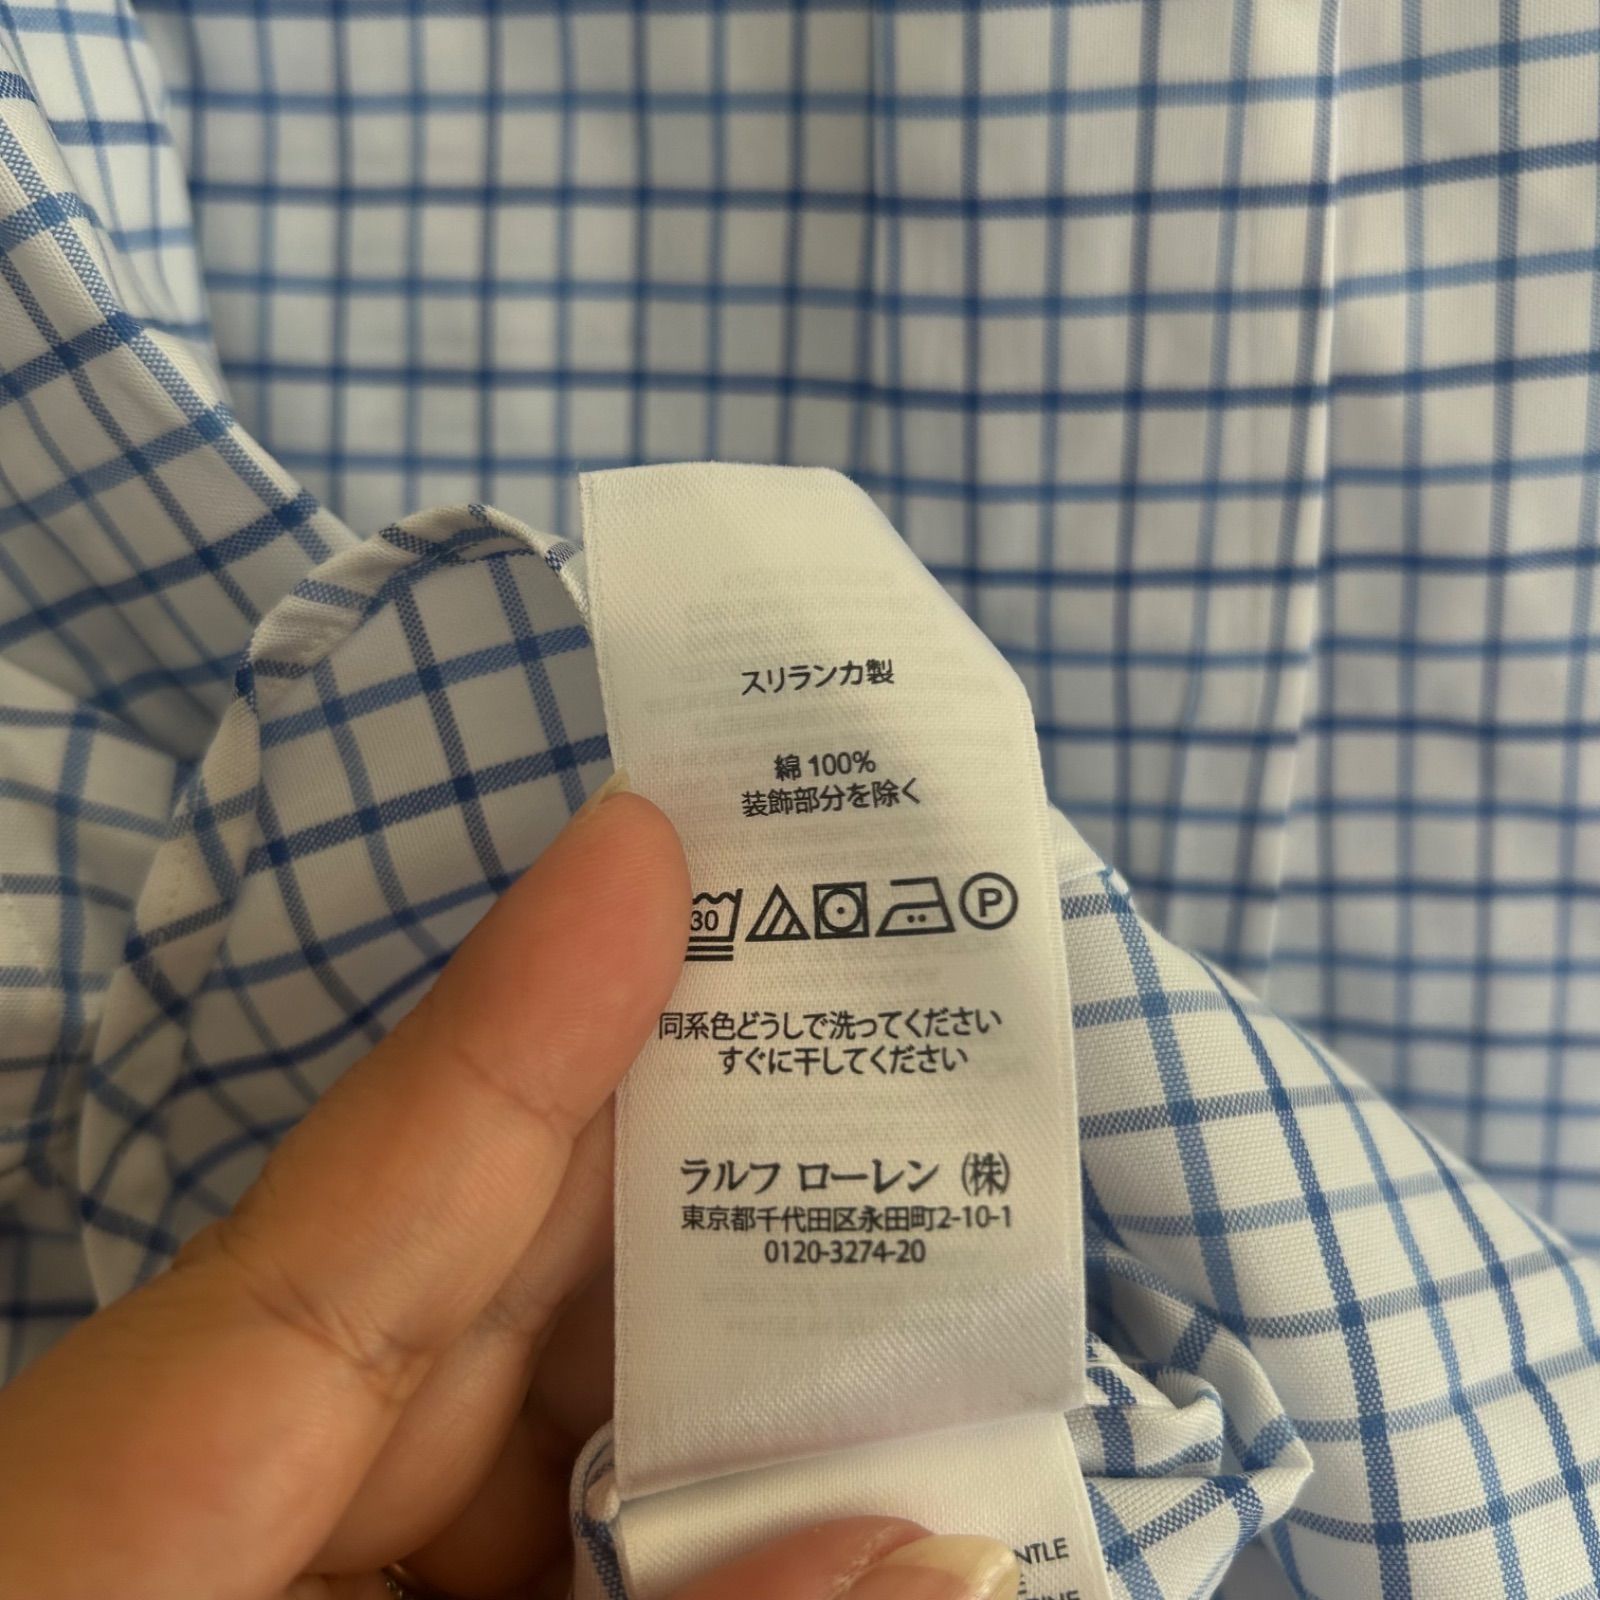 スリランカ製
綿 100%
装飾部分を除く
30
P
同系色どうしで洗ってください
すぐに干してください
ラルフ ローレン (株)
東京都千代田区永田町2-10-1
0120-3274-20